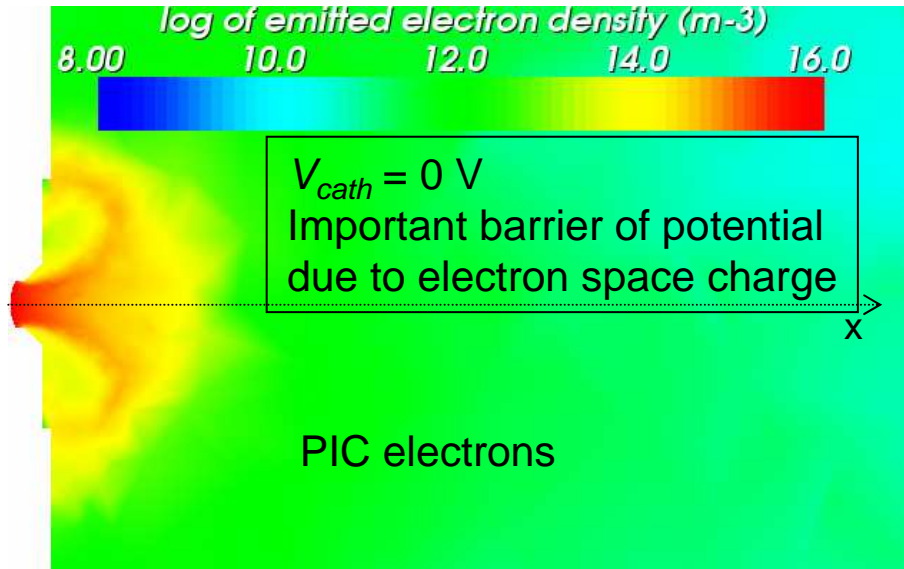 log of emitted electron density (m-3)
8.00 10.0 12.0 14.0 16.0
V_cath = 0 V
Important barrier of potential
due to electron space charge
x
PIC electrons